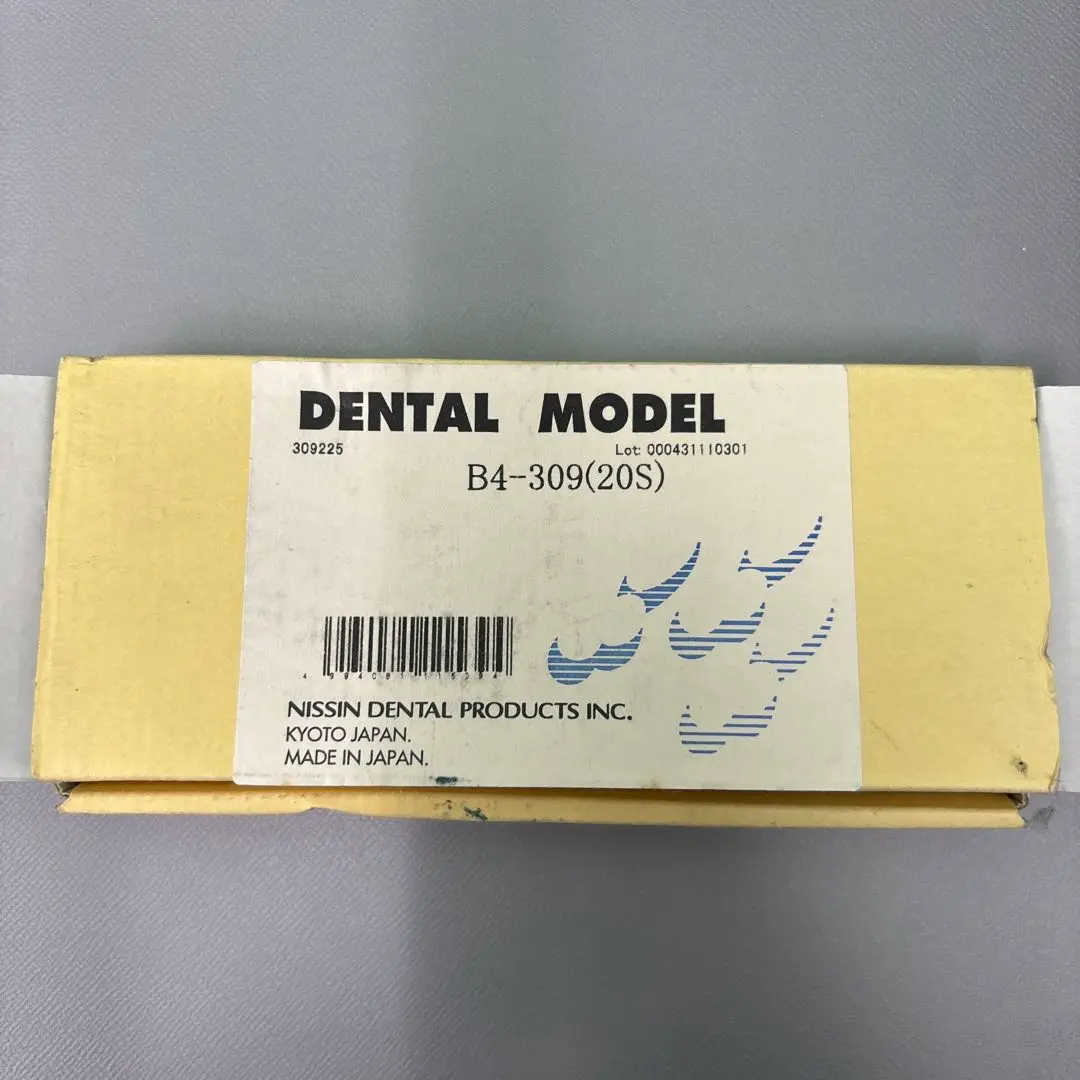 DENTAL MODEL
309225 Lot: 000431110301
B4-309(20S)
NISSIN DENTAL PRODUCTS INC.
KYOTO JAPAN.
MADE IN JAPAN.